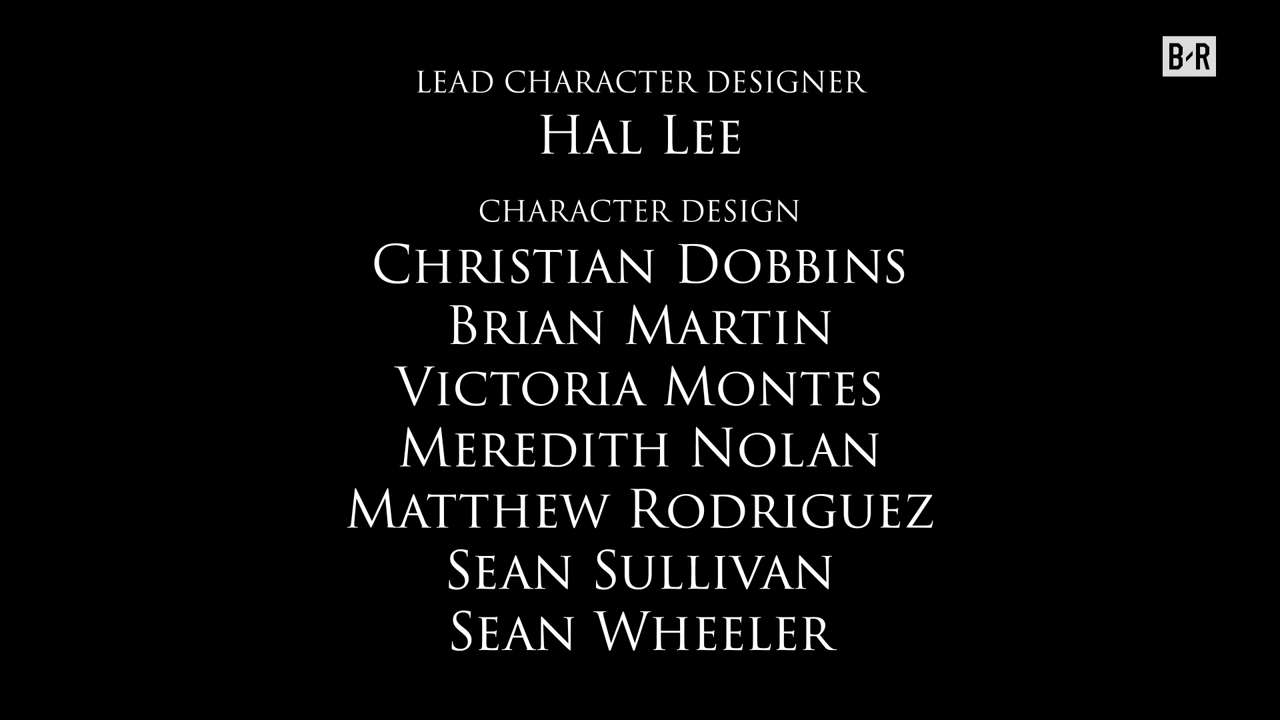 B/R
LEAD CHARACTER DESIGNER
HAL LEE
CHARACTER DESIGN
CHRISTIAN DOBBINS
BRIAN MARTIN
VICTORIA MONTES
MEREDITH NOLAN
MATTHEW RODRIGUEZ
SEAN SULLIVAN
SEAN WHEELER